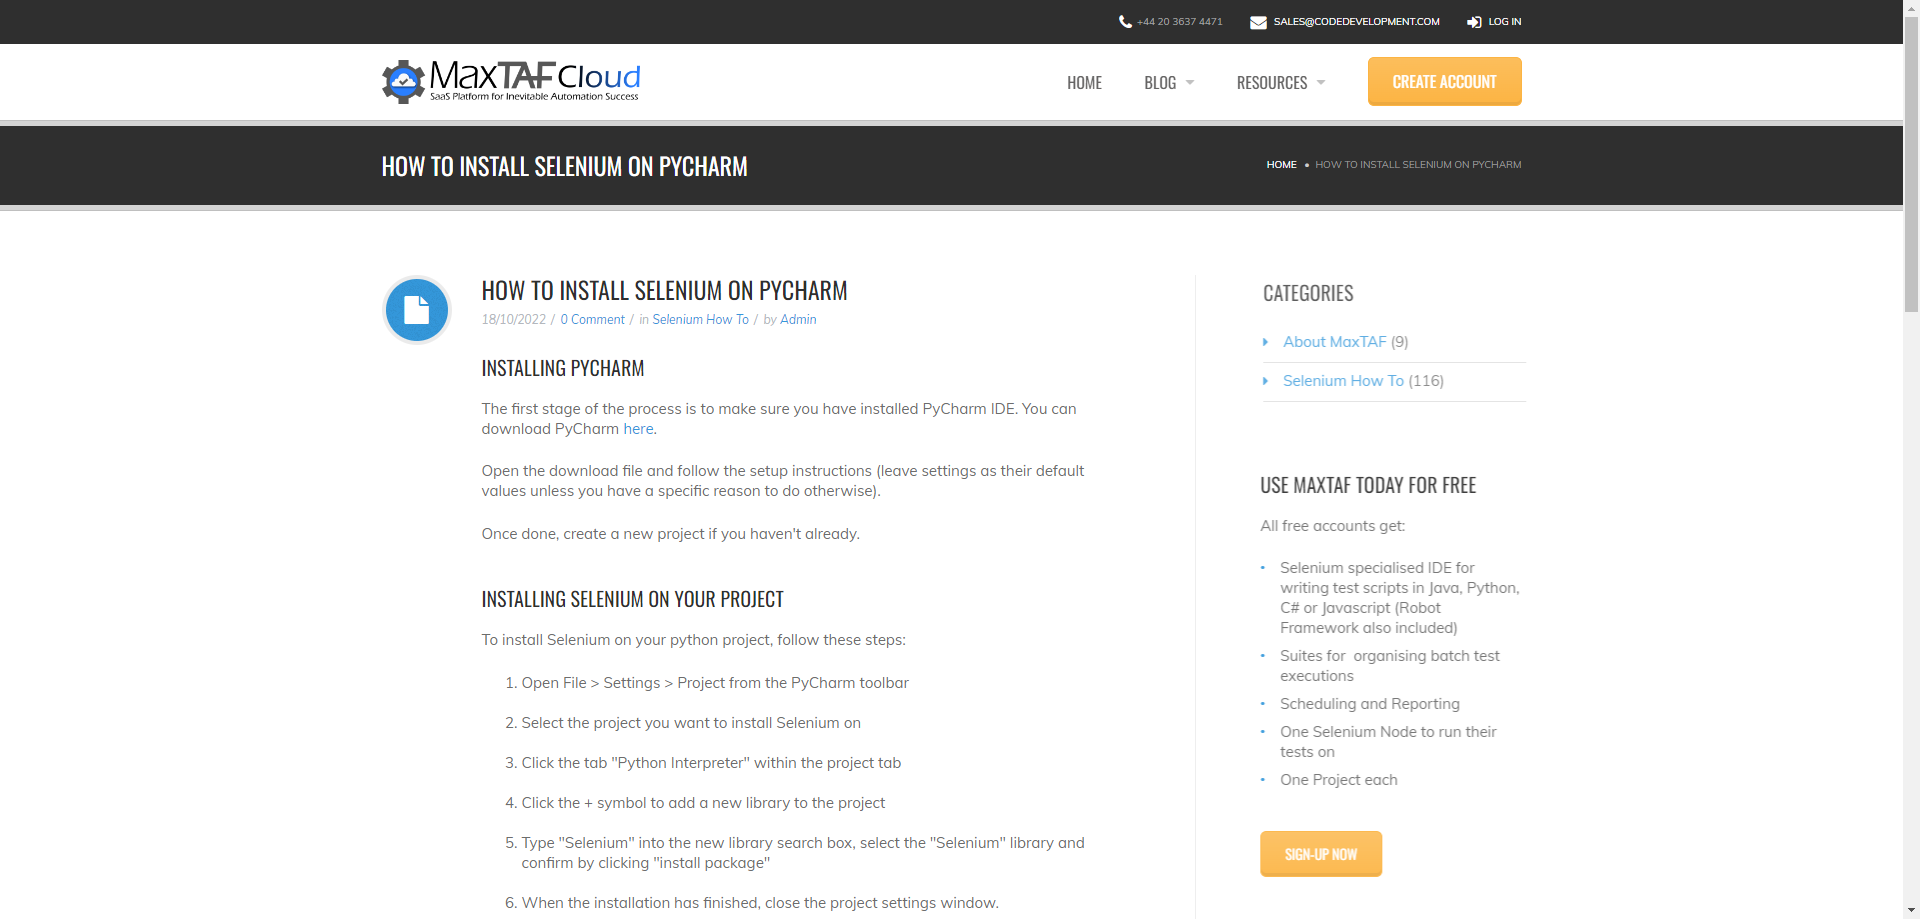 +44 20 3637 4471
SALES@CODEDEVELOPMENT.COM
LOG IN
MaxTAF Cloud
SaaS Platform for Inevitable Automation Success
HOME
BLOG
RESOURCES
CREATE ACCOUNT
HOW TO INSTALL SELENIUM ON PYCHARM
HOME • HOW TO INSTALL SELENIUM ON PYCHARM
HOW TO INSTALL SELENIUM ON PYCHARM
18/10/2022 / 0 Comment / in Selenium How To / by Admin
INSTALLING PYCHARM
The first stage of the process is to make sure you have installed PyCharm IDE. You can
download PyCharm here.
Open the download file and follow the setup instructions (leave settings as their default
values unless you have a specific reason to do otherwise).
Once done, create a new project if you haven't already.
INSTALLING SELENIUM ON YOUR PROJECT
To install Selenium on your python project, follow these steps:
1. Open File > Settings > Project from the PyCharm toolbar
2. Select the project you want to install Selenium on
3. Click the tab "Python Interpreter" within the project tab
4. Click the + symbol to add a new library to the project
5. Type "Selenium" into the new library search box, select the "Selenium" library and
confirm by clicking "install package"
6. When the installation has finished, close the project settings window.
CATEGORIES
About MaxTAF (9)
Selenium How To (116)
USE MAXTAF TODAY FOR FREE
All free accounts get:
• Selenium specialised IDE for
writing test scripts in Java, Python,
C# or Javascript (Robot
Framework also included)
• Suites for organising batch test
executions
• Scheduling and Reporting
• One Selenium Node to run their
tests on
• One Project each
SIGN-UP NOW